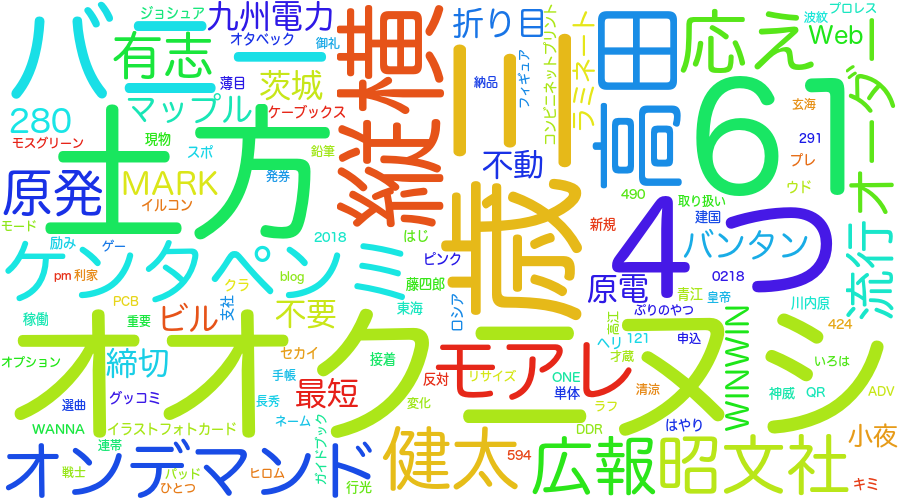 ジョシュア
九州電力
オタベック
御礼
バー
有志
ー
薄目
マップル
茨城
ケーブックス
280
モスグリーン
現物
鉛筆
スポ
発券
土方
原発
MARK
イルコン
モード
励み
ゲー
2018
はじ
縦横
折り目
納品
フィギュア
コンビニネットプリント
ラミネート
三歳
不動
ピンク
高田
応え
Web
波紋
プロレス
オーダー
玄海
291
ブレ
ウド
61
490
取り扱い
新規
建国
4つ
バンタン
流行
原電
0218
ぷりのやつ
青江
皇帝
川内原
424
ケンタペンミ
pm
利家
クラ
blog
藤四郎
東海
ロシア
PCB
重要
ビル
支社
不要
稼働
オプション
締切
セカイ
手帳
接着
最短
反対
モアレ
リサイズ
ONE
単体
高江
ヘリ
121
申込
才蔵
清涼
WINWIN
いろは
神威
QR
ADV
オオクニヌシ
選曲
グッコミ
長秀
ネーム
変化
ラフ
DDR
はやり
小夜
WANNA
イラストフォトカード
連帯
ガイドブック
オンデマンド
戦士
パッド
ひとつ
ヒロム
行光
健太
594
広報
昭文社
キミ